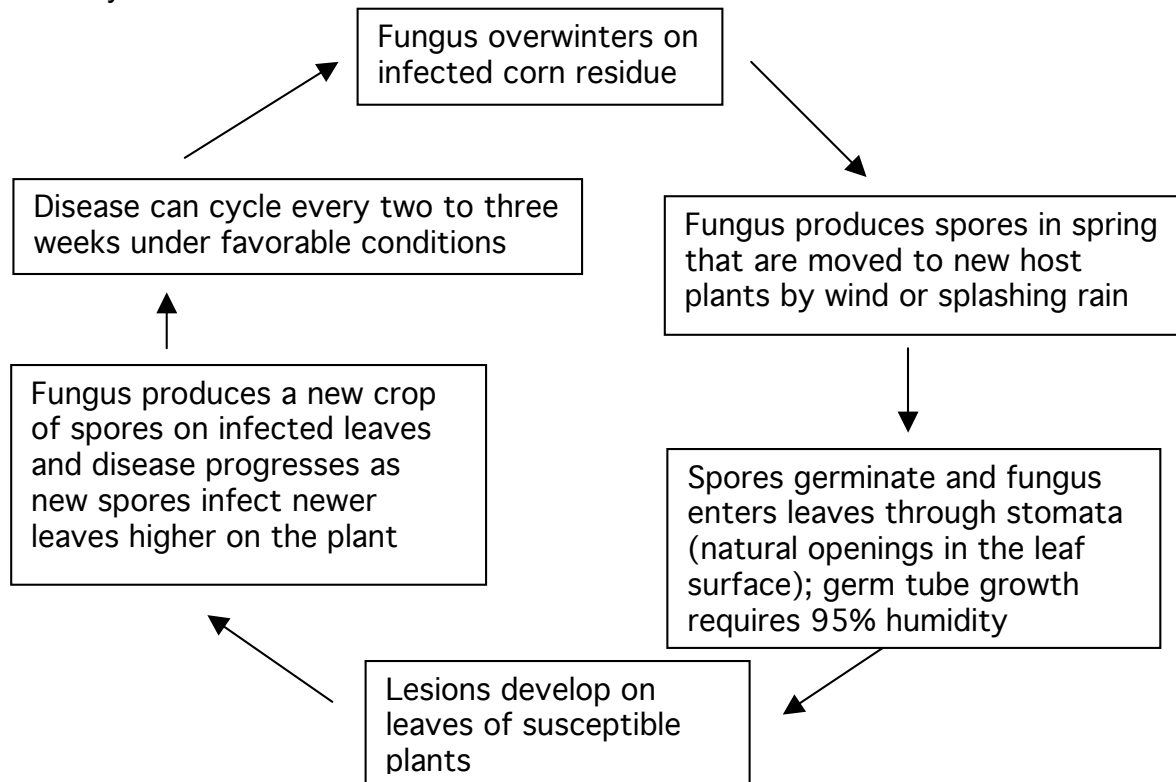 Fungus overwinters on
infected corn residue
Fungus produces spores in spring
that are moved to new host
plants by wind or splashing rain
Spores germinate and fungus
enters leaves through stomata
(natural openings in the leaf
surface); germ tube growth
requires 95% humidity
Lesions develop on
leaves of susceptible
plants
Fungus produces a new crop
of spores on infected leaves
and disease progresses as
new spores infect newer
leaves higher on the plant
Disease can cycle every two to three
weeks under favorable conditions